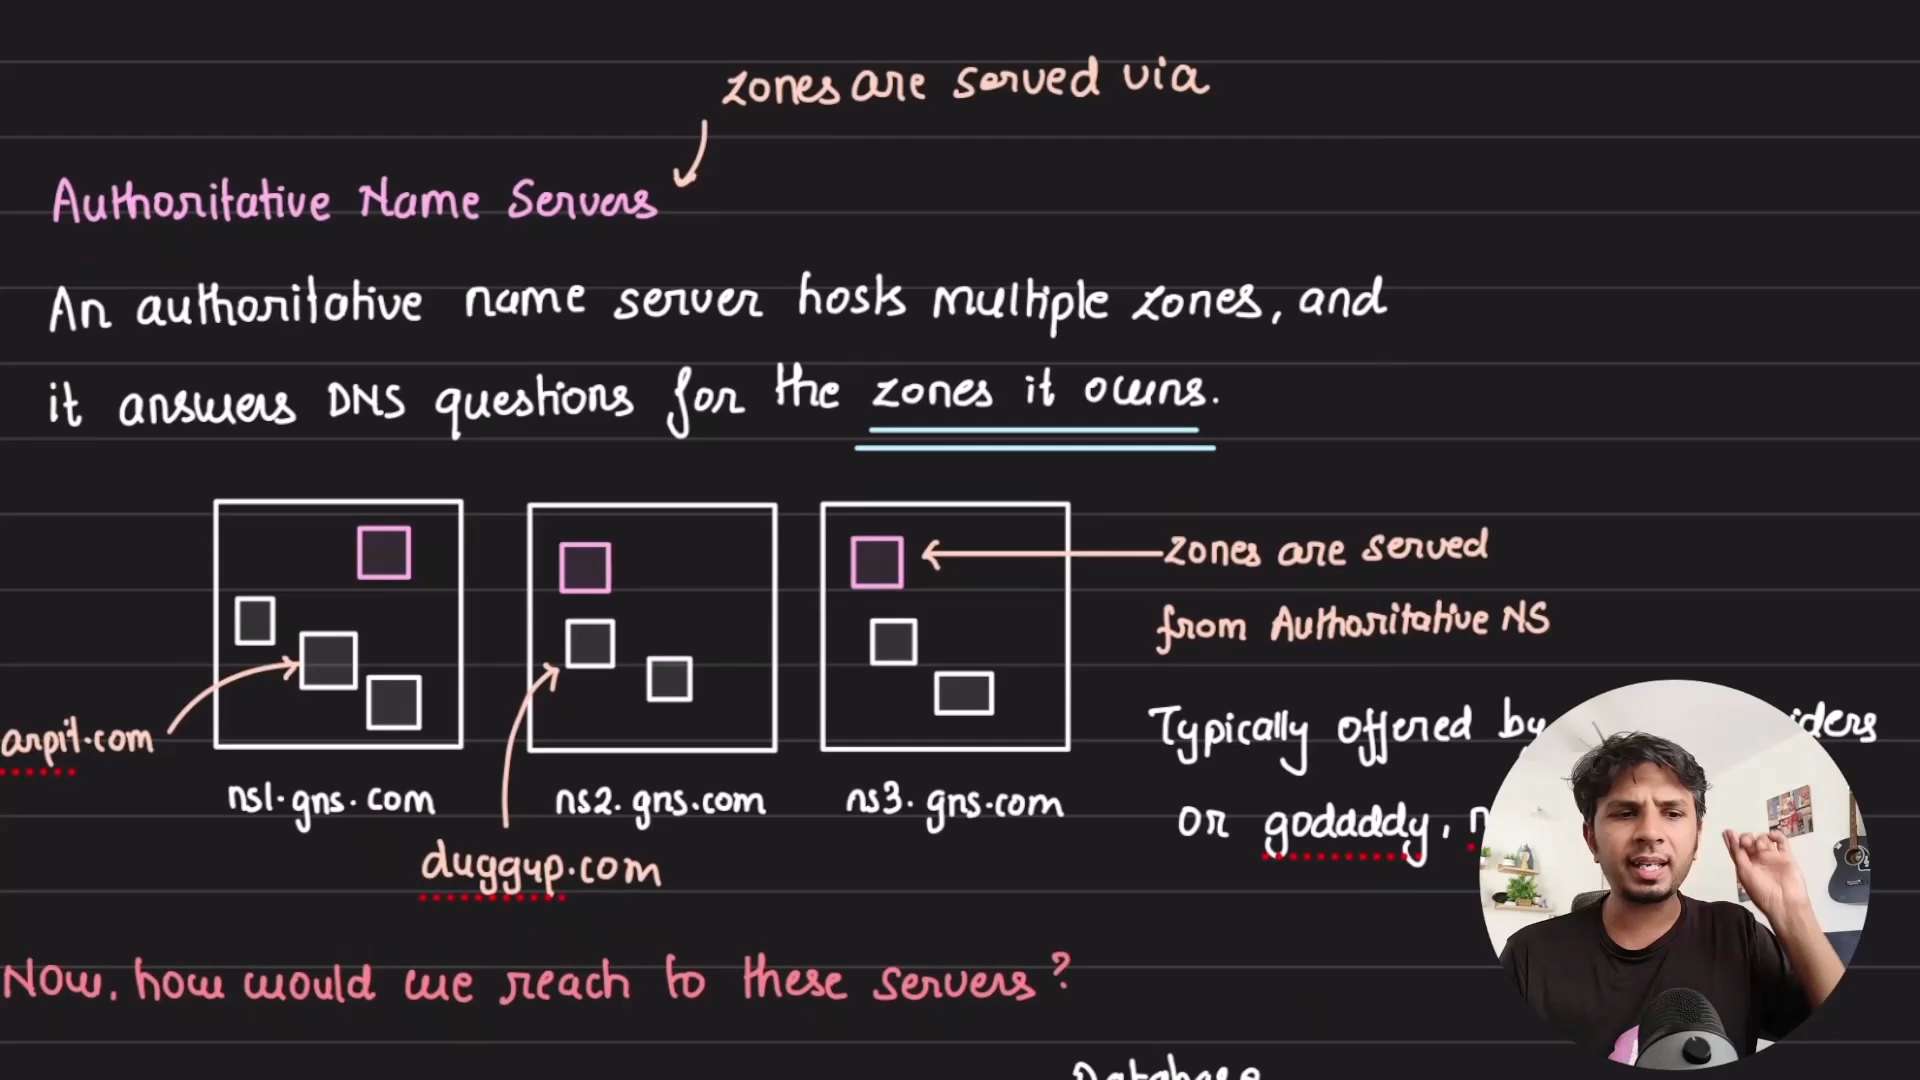 zones are served via
Authoritative Name Servers
An authoritative name server hosts multiple zones, and
it answers DNS questions for the zones it owns.
zones are served
from Authoritative NS
arpit.com
Typically offered by
ns1.gns.com
ns2.gns.com
ns3.gns.com
or godaddy,
duggup.com
Now, how would we reach to these servers?
Database